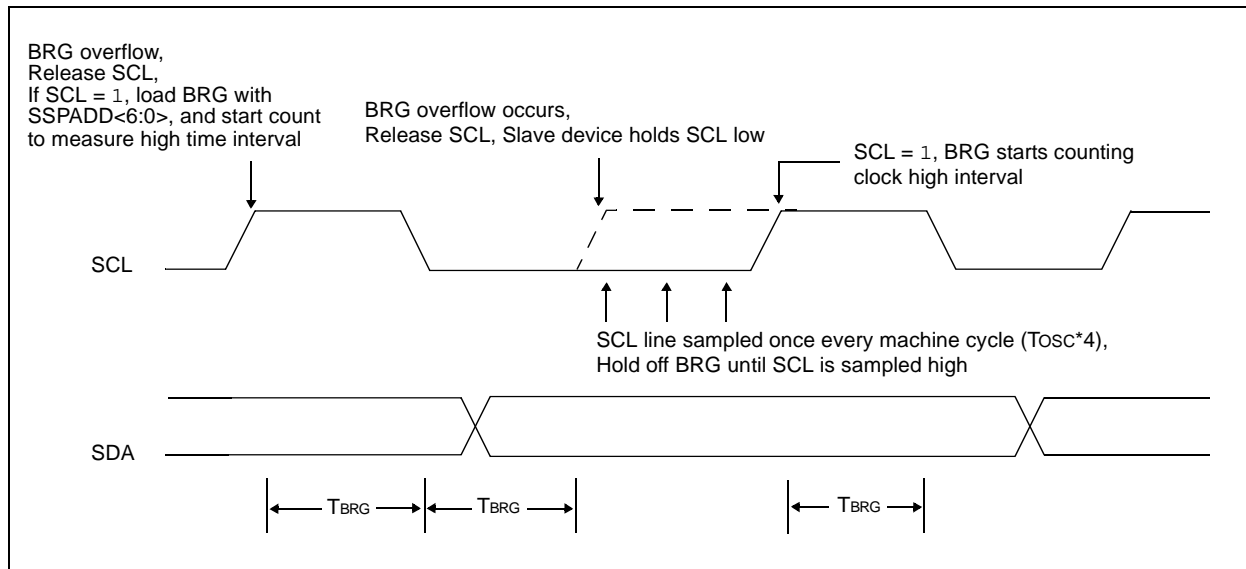 BRG overflow,
Release SCL,
If SCL = 1, load BRG with
SSPADD<6:0>, and start count
to measure high time interval
BRG overflow occurs,
Release SCL, Slave device holds SCL low
SCL = 1, BRG starts counting
clock high interval
SCL
SCL line sampled once every machine cycle (TOSC*4),
Hold off BRG until SCL is sampled high
SDA
TBRG
TBRG
TBRG